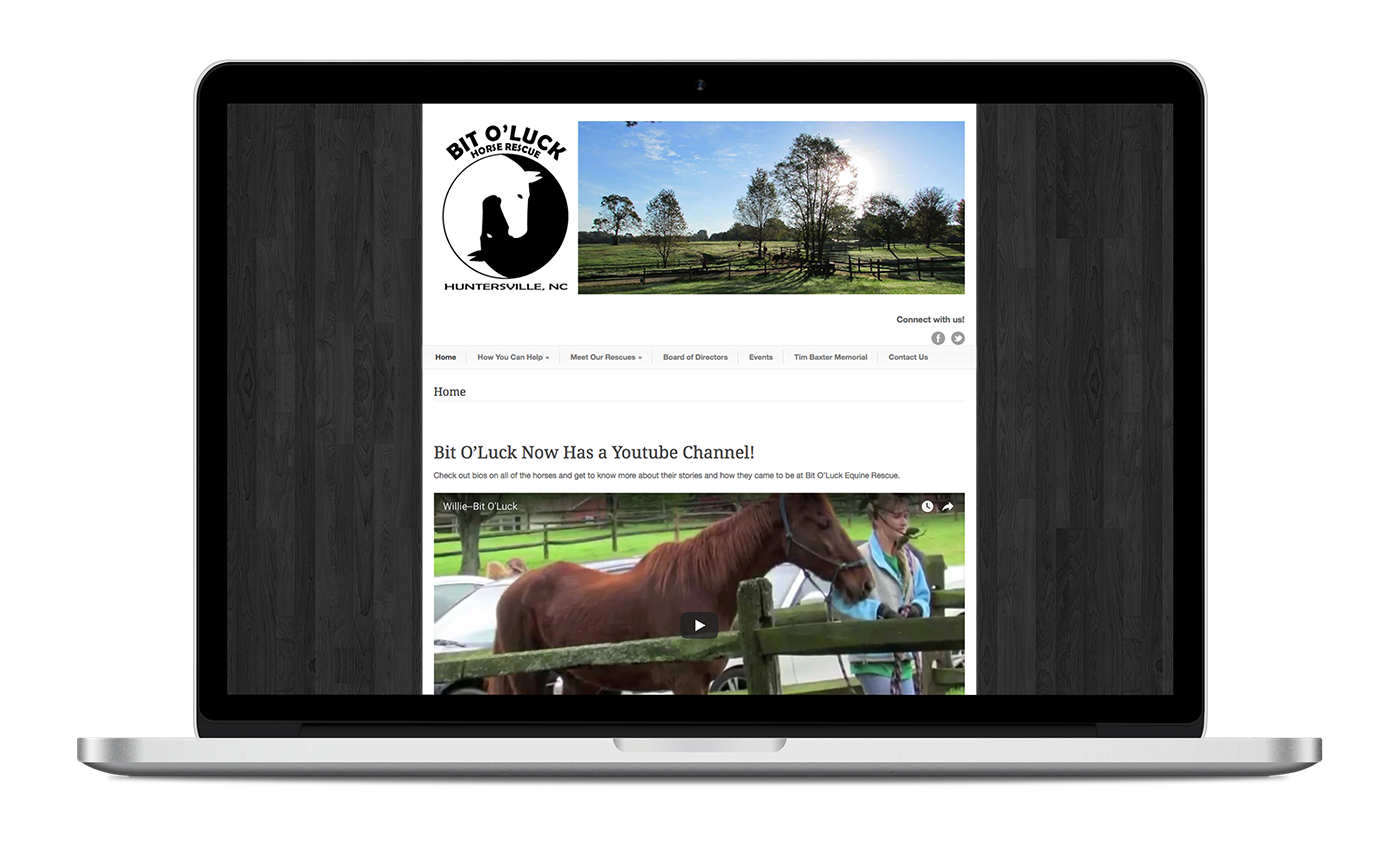 BIT O'LUCK
HORSE RESCUE
HUNTERSVILLE, NC
Connect with us!
Home
How You Can Help »
Meet Our Rescues »
Board of Directors
Events
Tim Baxter Memorial
Contact Us
Home
Bit O’Luck Now Has a Youtube Channel!
Check out bios on all of the horses and get to know more about their stories and how they came to be at Bit O’Luck Equine Rescue.
Willie--Bit O'Luck